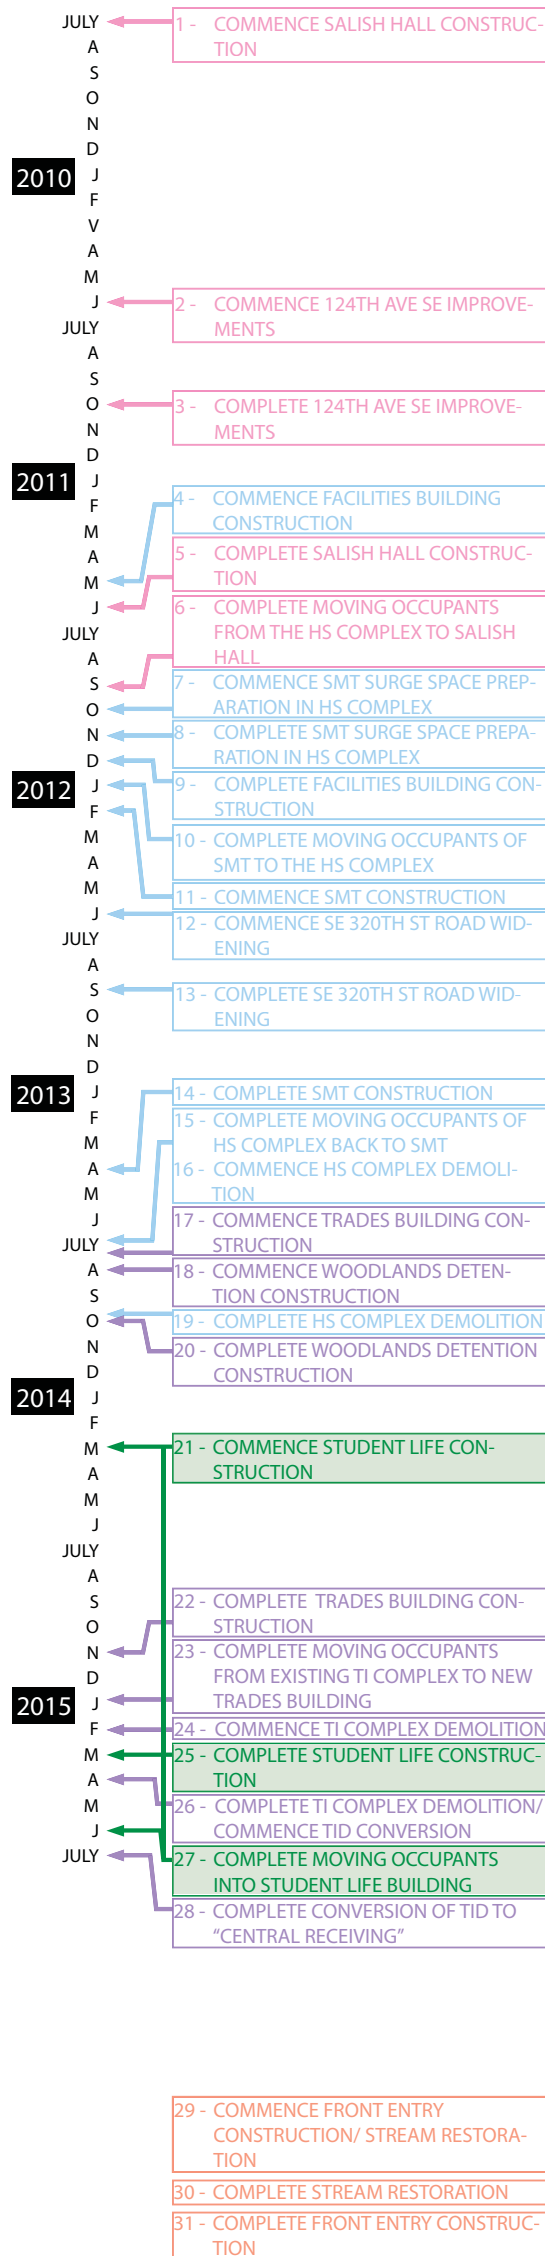 JULY
1 - COMMENCE SALISH HALL CONSTRUC-
TION
A
S
O
N
D
2010 J
F
V
A
M
J
2 - COMMENCE 124TH AVE SE IMPROVE-
MENTS
JULY
A
S
O
3 - COMPLETE 124TH AVE SE IMPROVE-
MENTS
N
D
2011 J
F
4 - COMMENCE FACILITIES BUILDING
CONSTRUCTION
M
A
5 - COMPLETE SALISH HALL CONSTRUC-
TION
M
J
6 - COMPLETE MOVING OCCUPANTS
FROM THE HS COMPLEX TO SALISH
HALL
JULY
A
S
7 - COMMENCE SMT SURGE SPACE PREP-
ARATION IN HS COMPLEX
O
N
8 - COMPLETE SMT SURGE SPACE PREPA-
RATION IN HS COMPLEX
D
2012 J
9 - COMPLETE FACILITIES BUILDING CON-
STRUCTION
F
M
10 - COMPLETE MOVING OCCUPANTS OF
SMT TO THE HS COMPLEX
A
M
11 - COMMENCE SMT CONSTRUCTION
J
12 - COMMENCE SE 320TH ST ROAD WID-
ENING
JULY
A
S
13 - COMPLETE SE 320TH ST ROAD WID-
ENING
O
N
D
2013 J
14 - COMPLETE SMT CONSTRUCTION
F
15 - COMPLETE MOVING OCCUPANTS OF
HS COMPLEX BACK TO SMT
M
A
16 - COMMENCE HS COMPLEX DEMOLI-
TION
M
J
17 - COMMENCE TRADES BUILDING CON-
STRUCTION
JULY
A
18 - COMMENCE WOODLANDS DETEN-
TION CONSTRUCTION
S
O
19 - COMPLETE HS COMPLEX DEMOLITION
N
20 - COMPLETE WOODLANDS DETENTION
CONSTRUCTION
D
2014 J
F
M
21 - COMMENCE STUDENT LIFE CON-
STRUCTION
A
M
J
JULY
A
S
22 - COMPLETE TRADES BUILDING CON-
STRUCTION
O
N
23 - COMPLETE MOVING OCCUPANTS
FROM EXISTING TI COMPLEX TO NEW
TRADES BUILDING
D
2015 J
F
24 - COMMENCE TI COMPLEX DEMOLITION
M
25 - COMPLETE STUDENT LIFE CONSTRUC-
TION
A
M
26 - COMPLETE TI COMPLEX DEMOLITION/
COMMENCE TID CONVERSION
J
JULY
27 - COMPLETE MOVING OCCUPANTS
INTO STUDENT LIFE BUILDING
28 - COMPLETE CONVERSION OF TID TO
“CENTRAL RECEIVING”
29 - COMMENCE FRONT ENTRY
CONSTRUCTION/ STREAM RESTORA-
TION
30 - COMPLETE STREAM RESTORATION
31 - COMPLETE FRONT ENTRY CONSTRUC-
TION